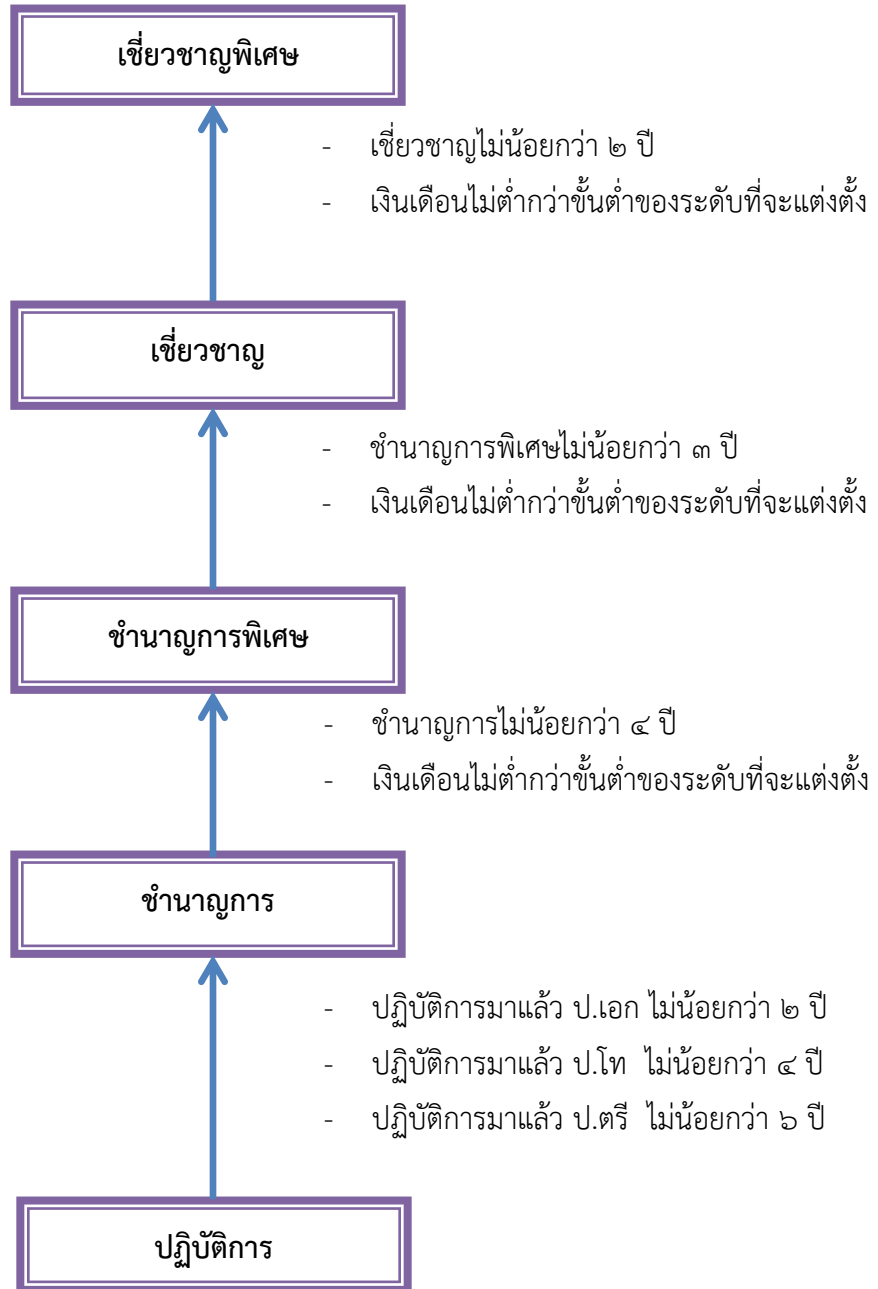 เชี่ยวชาญพิเศษ
- เชี่ยวชาญไม่น้อยกว่า ๒ ปี
- เงินเดือนไม่ต่ำกว่าขั้นต่ำของระดับที่จะแต่งตั้ง
เชี่ยวชาญ
- ชำนาญการพิเศษไม่น้อยกว่า ๓ ปี
- เงินเดือนไม่ต่ำกว่าขั้นต่ำของระดับที่จะแต่งตั้ง
ชำนาญการพิเศษ
- ชำนาญการไม่น้อยกว่า ๔ ปี
- เงินเดือนไม่ต่ำกว่าขั้นต่ำของระดับที่จะแต่งตั้ง
ชำนาญการ
- ปฏิบัติการมาแล้ว ป.เอก ไม่น้อยกว่า ๒ ปี
- ปฏิบัติการมาแล้ว ป.โท ไม่น้อยกว่า ๔ ปี
- ปฏิบัติการมาแล้ว ป.ตรี ไม่น้อยกว่า ๖ ปี
ปฏิบัติการ